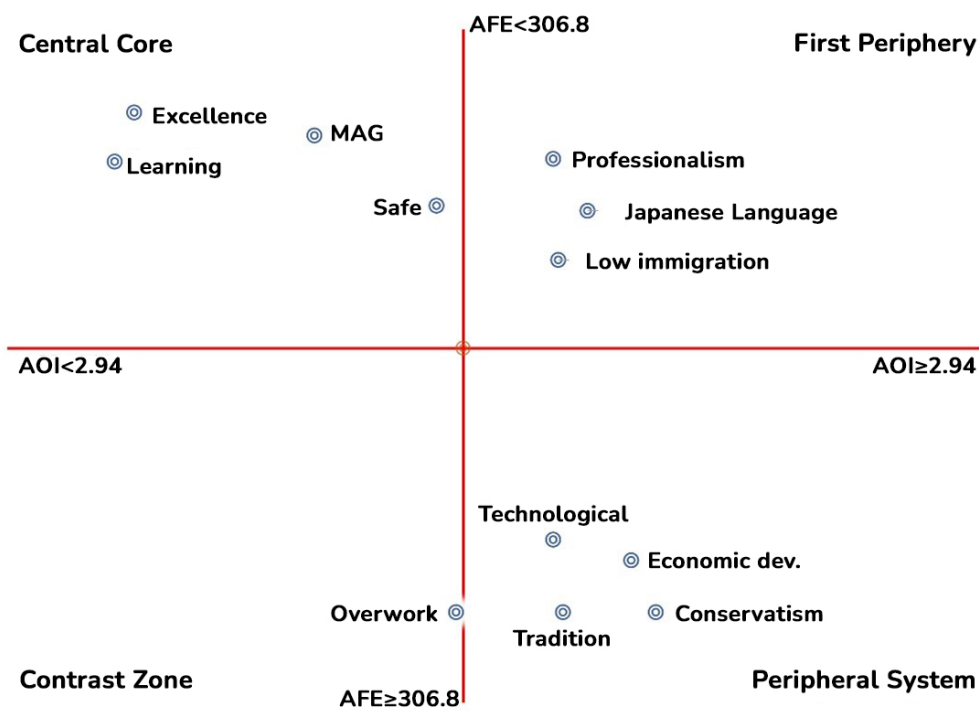 AFE<306.8
Central Core
First Periphery
Excellence
MAG
Learning
Professionalism
Safe
Japanese Language
Low immigration
AOI<2.94
AOI≥2.94
Technological
Economic dev.
Overwork
Conservatism
Tradition
Contrast Zone
Peripheral System
AFE≥306.8